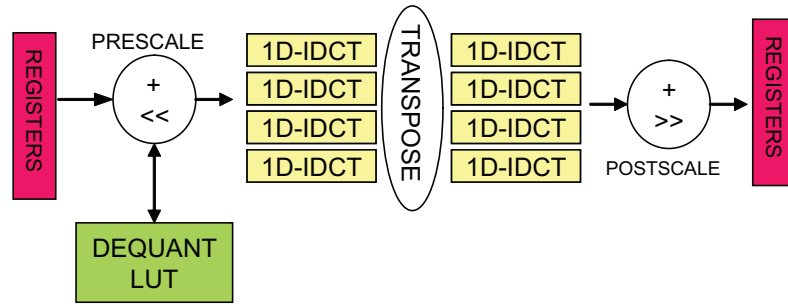 REGISTERS
PRESCALE
+
<<
DEQUANT
LUT
1D-IDCT
1D-IDCT
1D-IDCT
1D-IDCT
TRANSPOSE
1D-IDCT
1D-IDCT
1D-IDCT
1D-IDCT
+
>>
POSTSCALE
REGISTERS